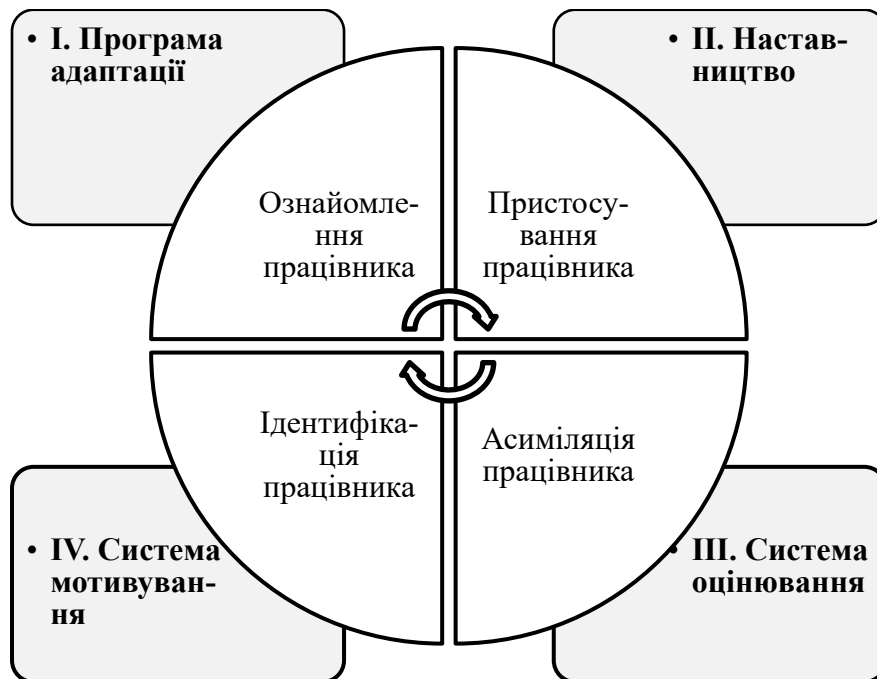 • I. Програма
адаптації
• II. Настав-
ництво
Ознайомле-
ння
працівника
Пристосу-
вання
працівника
Ідентифіка-
ція
працівника
Асиміляція
працівника
• IV. Система
мотивуван-
ня
• III. Система
оцінювання